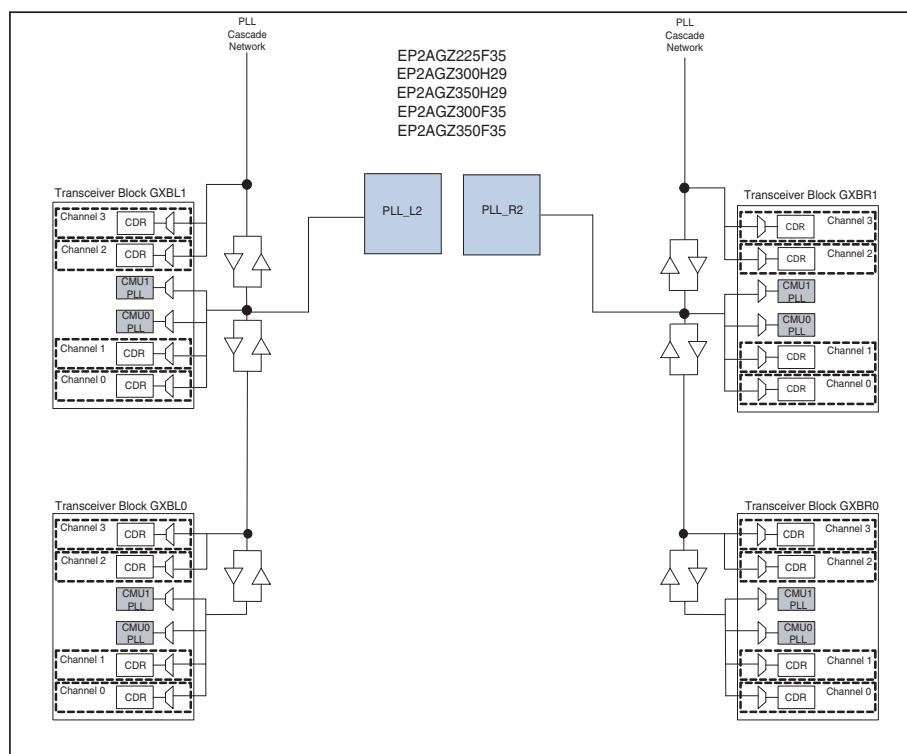 PLL
Cascade
Network
PLL
Cascade
Network
EP2AGZ225F35
EP2AGZ300H29
EP2AGZ350H29
EP2AGZ300F35
EP2AGZ350F35
PLL_L2
PLL_R2
Transceiver Block GXBL1
Channel 3
CDR
Channel 2
CDR
CMU1
PLL
CMU0
PLL
Channel 1
CDR
Channel 0
CDR
Transceiver Block GXBR1
Channel 3
CDR
Channel 2
CDR
CMU1
PLL
CMU0
PLL
Channel 1
CDR
Channel 0
CDR
Transceiver Block GXBL0
Channel 3
CDR
Channel 2
CDR
CMU1
PLL
CMU0
PLL
Channel 1
CDR
Channel 0
CDR
Transceiver Block GXBR0
Channel 3
CDR
Channel 2
CDR
CMU1
PLL
CMU0
PLL
Channel 1
CDR
Channel 0
CDR